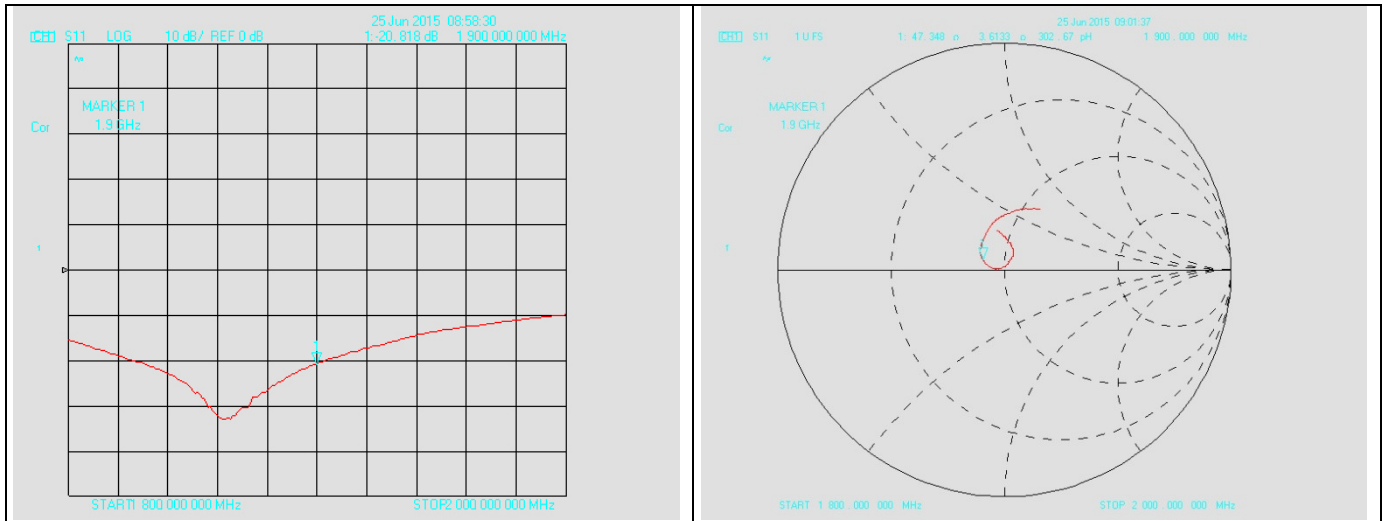 25 Jun 2015 08:58:30
CH1 S11 LOG 10 dB/ REF 0 dB 1:-20.818 dB 1 900 000 000 MHz
MARKER 1
Cor 1.9 GHz
1
1
START1 800 000 000 MHz STOP2 000 000 000 MHz
25 Jun 2015 09:01:37
CH1 S11 1 U FS 1: 47.348 Ω 3.6133 Ω 302.67 pH 1 900.000 000 MHz
MARKER 1
Cor 1.9 GHz
1
START 1 800.000 000 MHz STOP 2 000.000 000 MHz